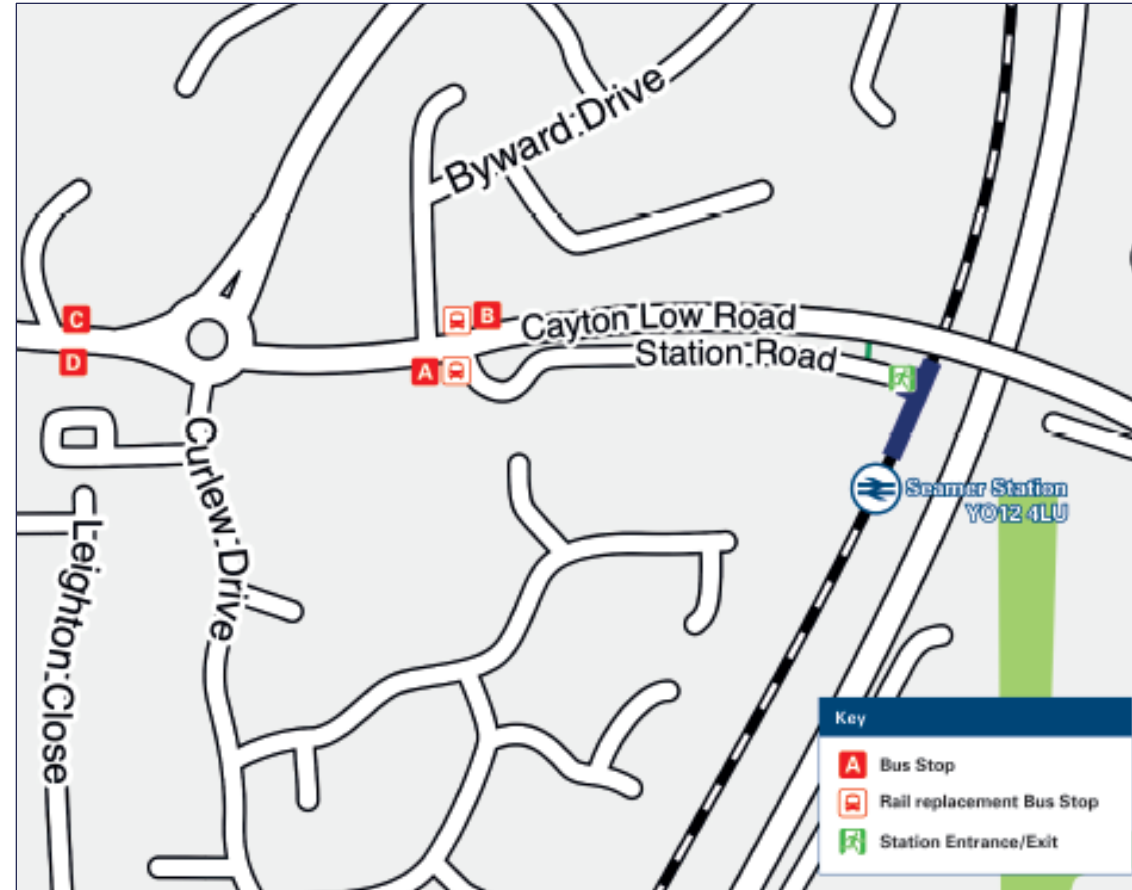 Byward Drive
C
B
Cayton Low Road
D
A
Station Road
Curlew Drive
Seamer Station
YO12 4LU
Leighton Close
Key
A Bus Stop
Rail replacement Bus Stop
Station Entrance/Exit